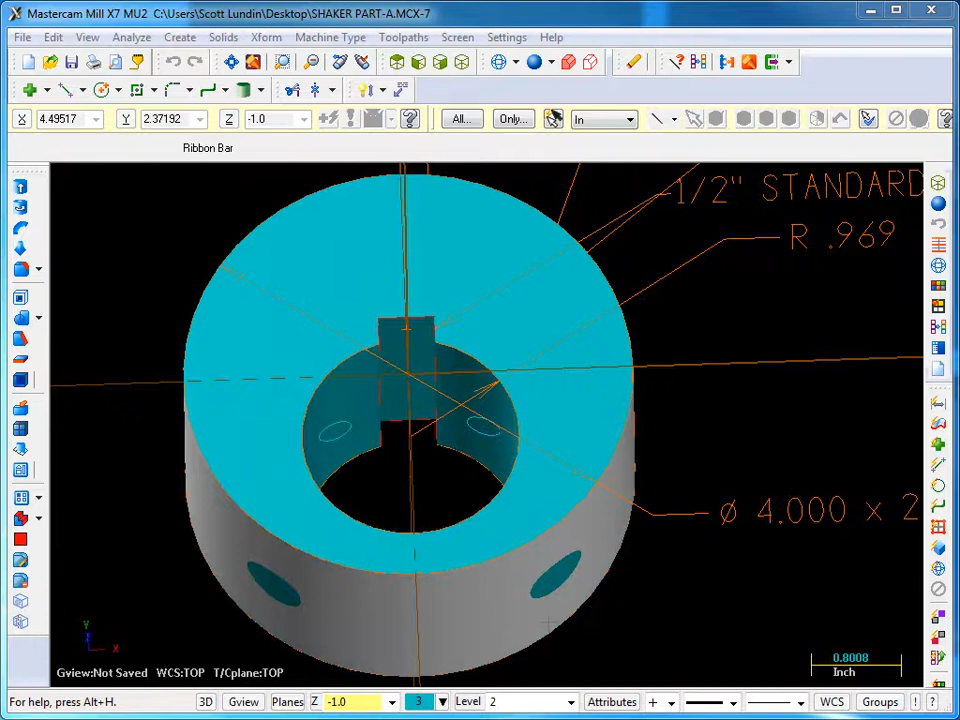 Mastercam Mill X7 MU2 C:\Users\Scott Lundin\Desktop\SHAKER PART-A.MCX-7
File Edit View Analyze Create Solids Xform Machine Type Toolpaths Screen Settings Help
X 4.49517 Y 2.37192 Z -1.0 All... Only... In
Ribbon Bar
1/2" STANDARD
R .969
Ø 4.000 x 2
Y
Z
X
0.8008
Inch
Gview:Not Saved WCS:TOP T/Cplane:TOP
For help, press Alt+H. 3D Gview Planes Z -1.0 3 Level 2 Attributes WCS Groups ! ?